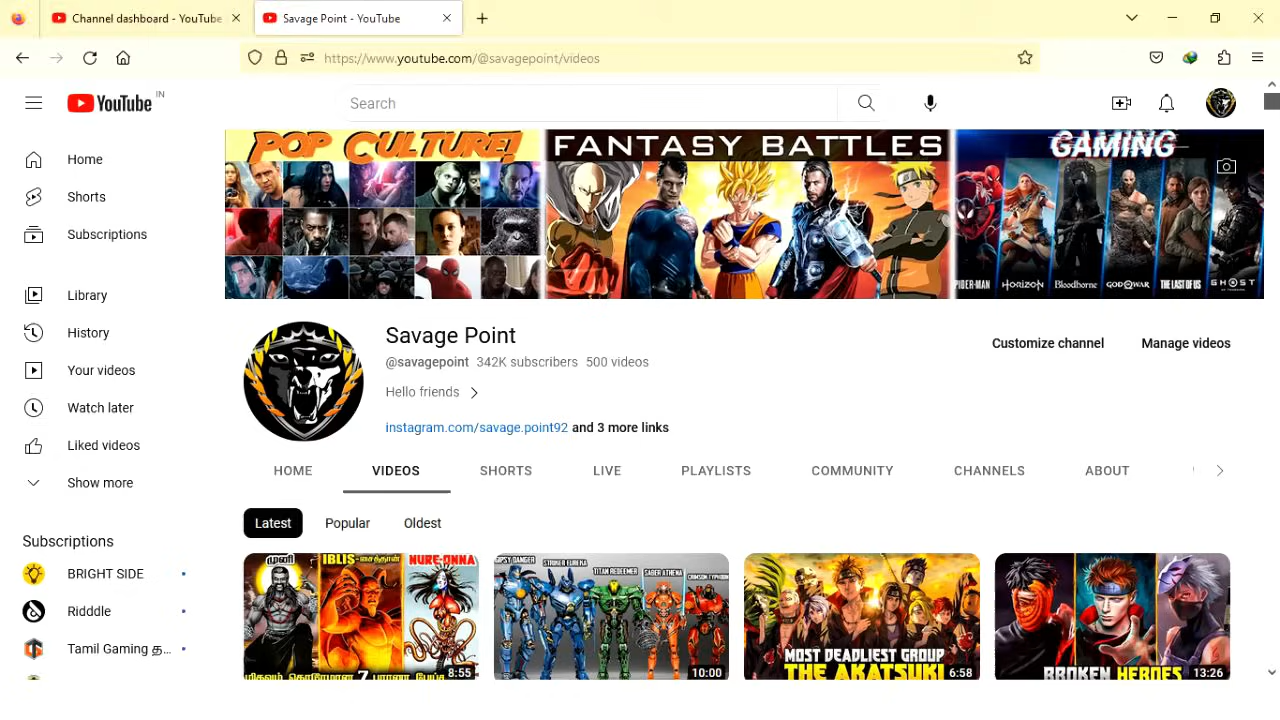 Channel dashboard - YouTube
Savage Point - YouTube
https://www.youtube.com/@savagepoint/videos
YouTube IN
Search
Home
Shorts
Subscriptions
Library
History
Your videos
Watch later
Liked videos
Show more
Subscriptions
BRIGHT SIDE
Ridddle
Tamil Gaming த...
POP CULTURE!
FANTASY BATTLES
GAMING
HORIZON
Bloodborne
GOD WAR
THE LAST OF US
GHOST
Savage Point
@savagepoint 342K subscribers 500 videos
Hello friends
instagram.com/savage.point92 and 3 more links
Customize channel
Manage videos
HOME
VIDEOS
SHORTS
LIVE
PLAYLISTS
COMMUNITY
CHANNELS
ABOUT
Latest
Popular
Oldest
முனி
IBLIS-சைத்தான்
NURE-ONNA
8:55
GIPSY DANGER
STRIKER EUREKA
TITAN REDEEMER
SABER ATHENA
CRIMSON TYPHOON
10:00
MOST DEADLIEST GROUP
THE AKATSUKI
6:58
BROKEN HEROES
13:26